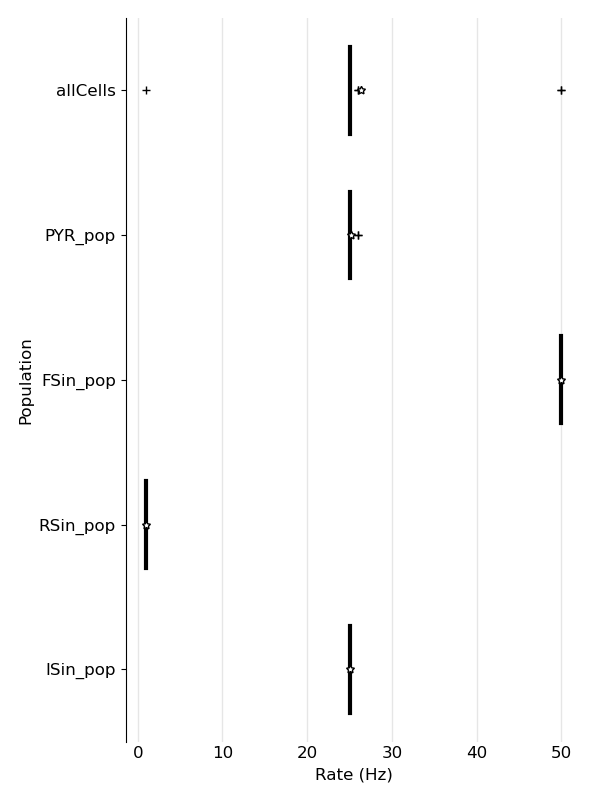 allCells
PYR_pop
FSin_pop
RSin_pop
ISin_pop
Population
0 10 20 30 40 50
Rate (Hz)